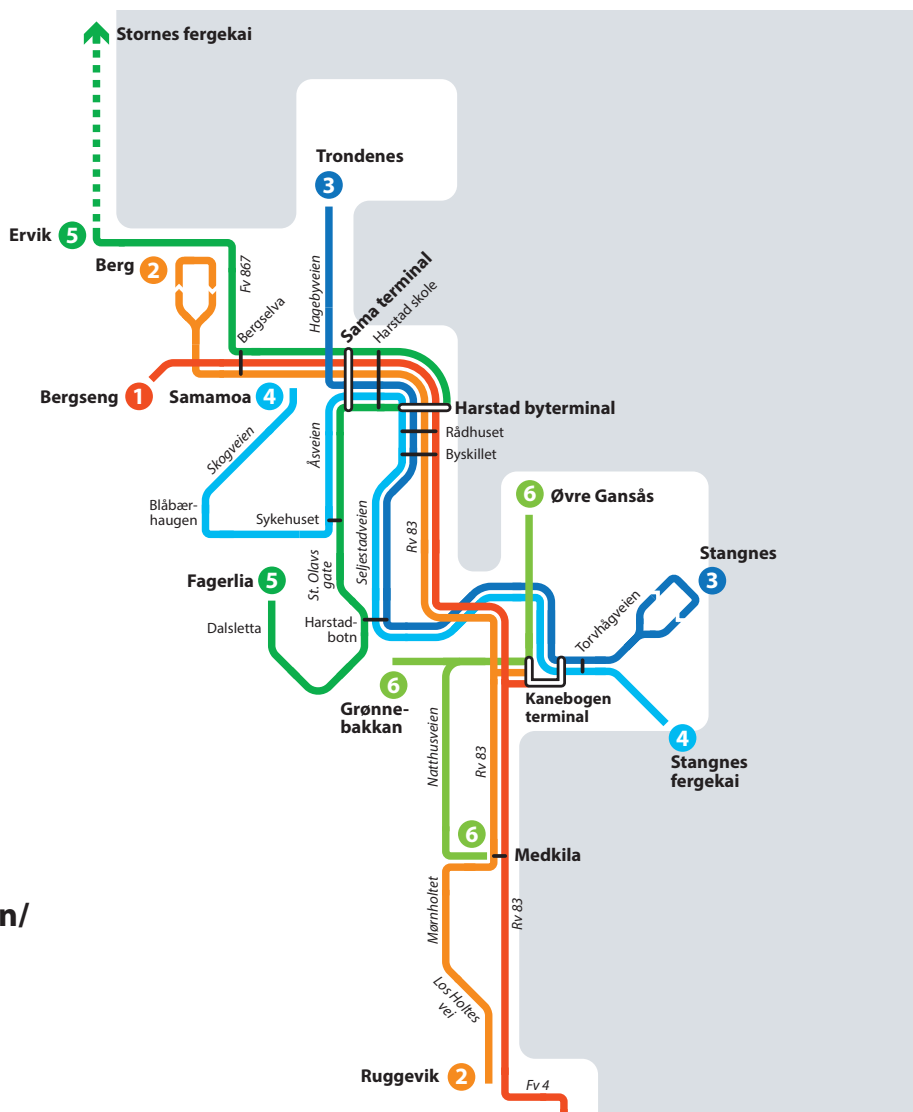 Stornes fergekai
Trondenes
3
Ervik 5
Berg 2
Fv 867
Bergselva
Hagebyveien
Sama terminal
Harstad skole
Bergseng 1
Samamoa 4
Harstad byterminal
Rådhuset
Byskillet
Skogveien
Åsveien
Blåbær-
haugen
Sykehuset
Seljestadveien
Rv 83
6 Øvre Gansås
St. Olavs
gate
Stangnes
3
Fagerlia 5
Dalsletta
Harstad-
botn
Torvhågveien
6
Grønne-
bakkan
Kanebogen
terminal
4
Stangnes
fergekai
Natthusveien
Rv 83
6
Medkila
Mørnholtet
Rv 83
n/
Los Holtes
vei
Ruggevik 2
Fv 4